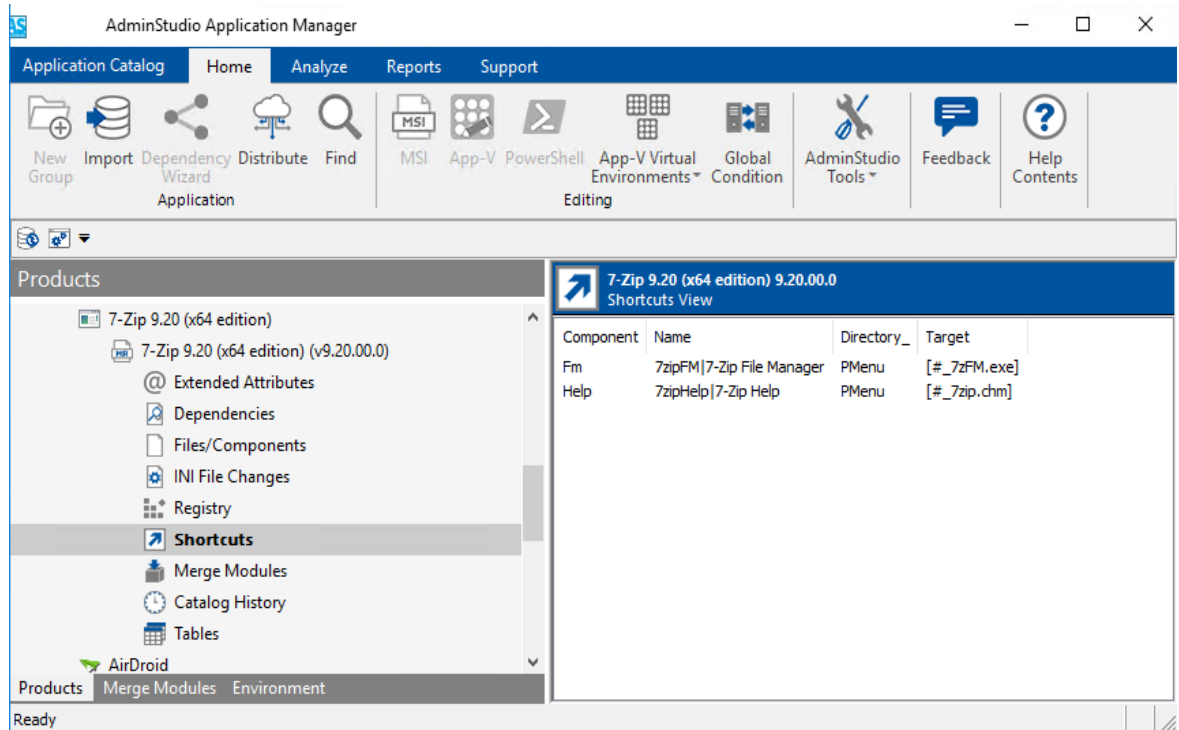 AS AdminStudio Application Manager
Application Catalog Home Analyze Reports Support
New Group
Import
Dependency Wizard
Distribute
Find
Application
MSI
MSI
App-V
PowerShell
App-V Virtual Environments
Global Condition
Editing
AdminStudio Tools
Feedback
Help Contents
Products
7-Zip 9.20 (x64 edition)
7-Zip 9.20 (x64 edition) (v9.20.00.0)
Extended Attributes
Dependencies
Files/Components
INI File Changes
Registry
Shortcuts
Merge Modules
Catalog History
Tables
AirDroid
Products Merge Modules Environment
7-Zip 9.20 (x64 edition) 9.20.00.0
Shortcuts View
Component Name Directory_ Target
Fm 7zipFM|7-Zip File Manager PMenu [#_7zFM.exe]
Help 7zipHelp|7-Zip Help PMenu [#_7zip.chm]
Ready